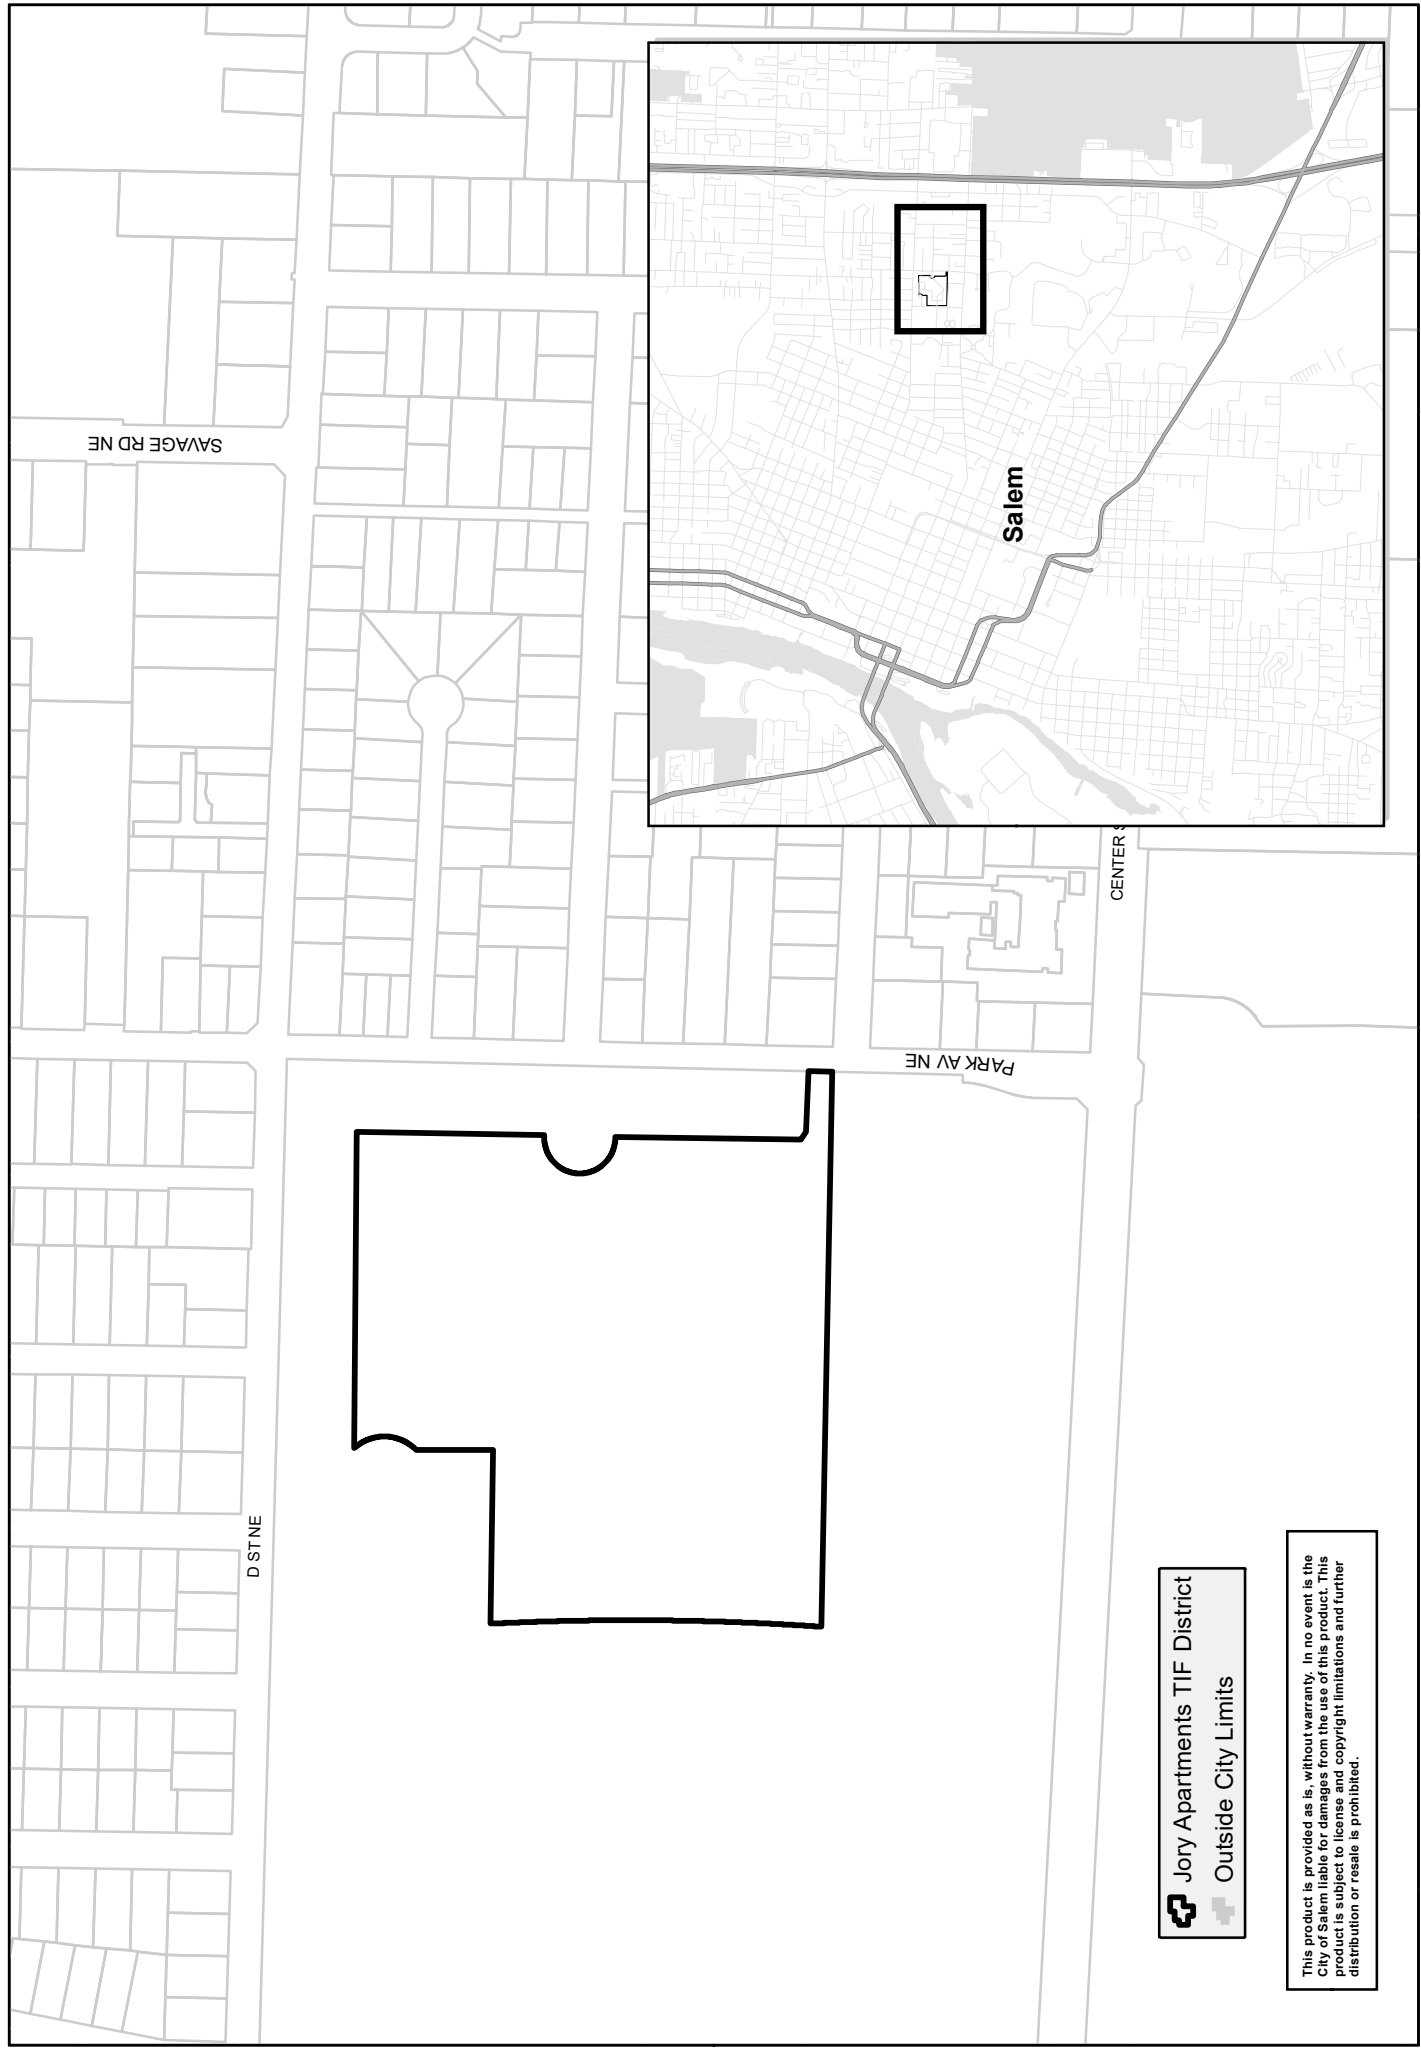 SAVAGE RD NE
Salem
CENTER S
PARK AV NE
D ST NE
Jory Apartments TIF District
Outside City Limits
This product is provided as is, without warranty. In no event is the
City of Salem liable for damages from the use of this product. This
product is subject to license and copyright limitations and further
distribution or resale is prohibited.